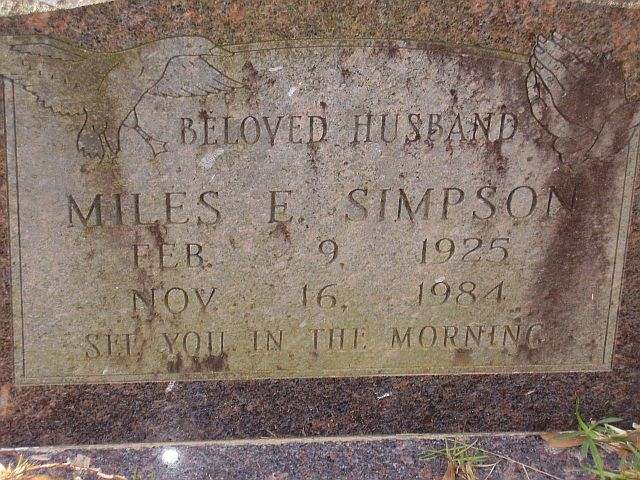 BELOVED HUSBAND
MILES E. SIMPSON
FEB. 9, 1925
NOV. 16, 1984
SEE YOU IN THE MORNING